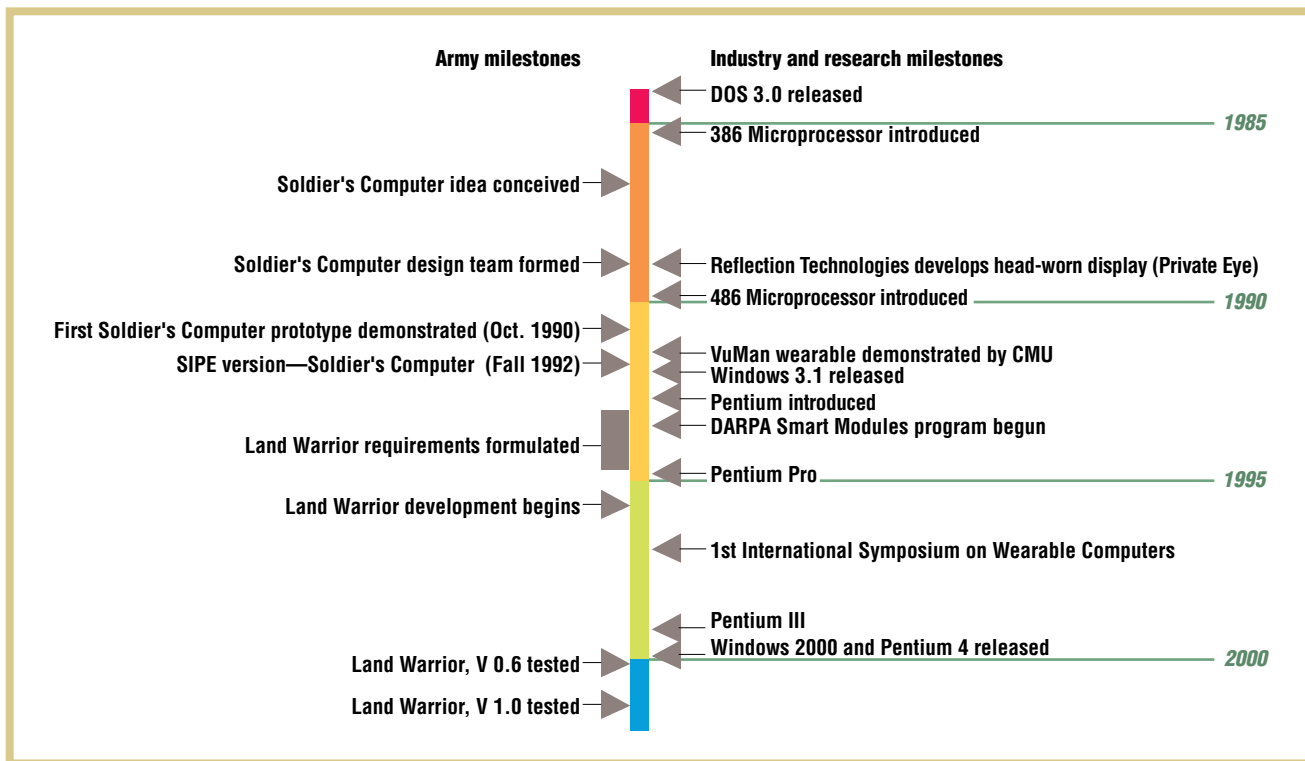 Army milestones
Industry and research milestones
DOS 3.0 released
1985
386 Microprocessor introduced
Soldier's Computer idea conceived
Soldier's Computer design team formed
Reflection Technologies develops head-worn display (Private Eye)
486 Microprocessor introduced
1990
First Soldier's Computer prototype demonstrated (Oct. 1990)
VuMan wearable demonstrated by CMU
SIPE version—Soldier's Computer (Fall 1992)
Windows 3.1 released
Pentium introduced
DARPA Smart Modules program begun
Land Warrior requirements formulated
Pentium Pro
1995
Land Warrior development begins
1st International Symposium on Wearable Computers
Pentium III
Windows 2000 and Pentium 4 released
2000
Land Warrior, V 0.6 tested
Land Warrior, V 1.0 tested